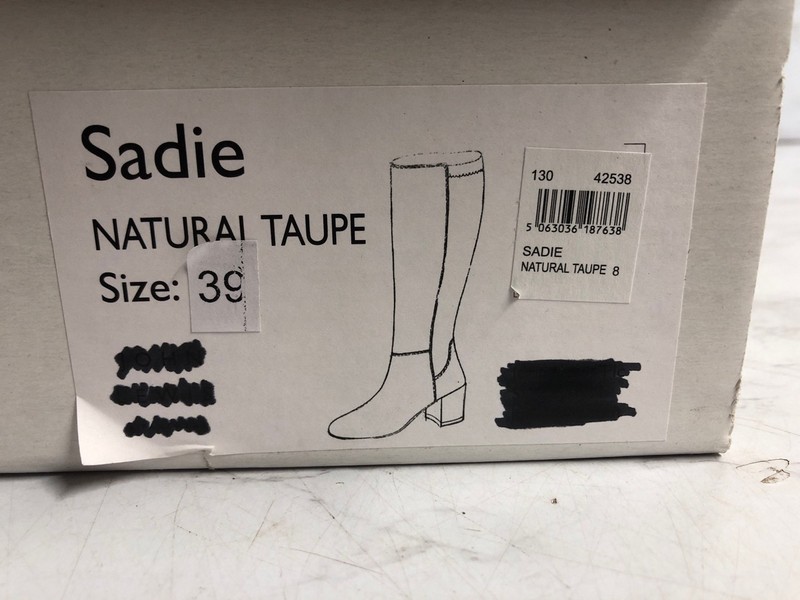 Sadie
NATURAL TAUPE
Size: 39
130 42538
5 063036 187638
SADIE
NATURAL TAUPE 8